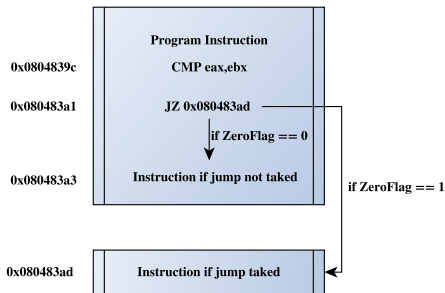 Program Instruction
0x0804839c CMP eax,ebx
0x080483a1 JZ 0x080483ad
if ZeroFlag == 0
0x080483a3 Instruction if jump not taked
if ZeroFlag == 1
0x080483ad Instruction if jump taked